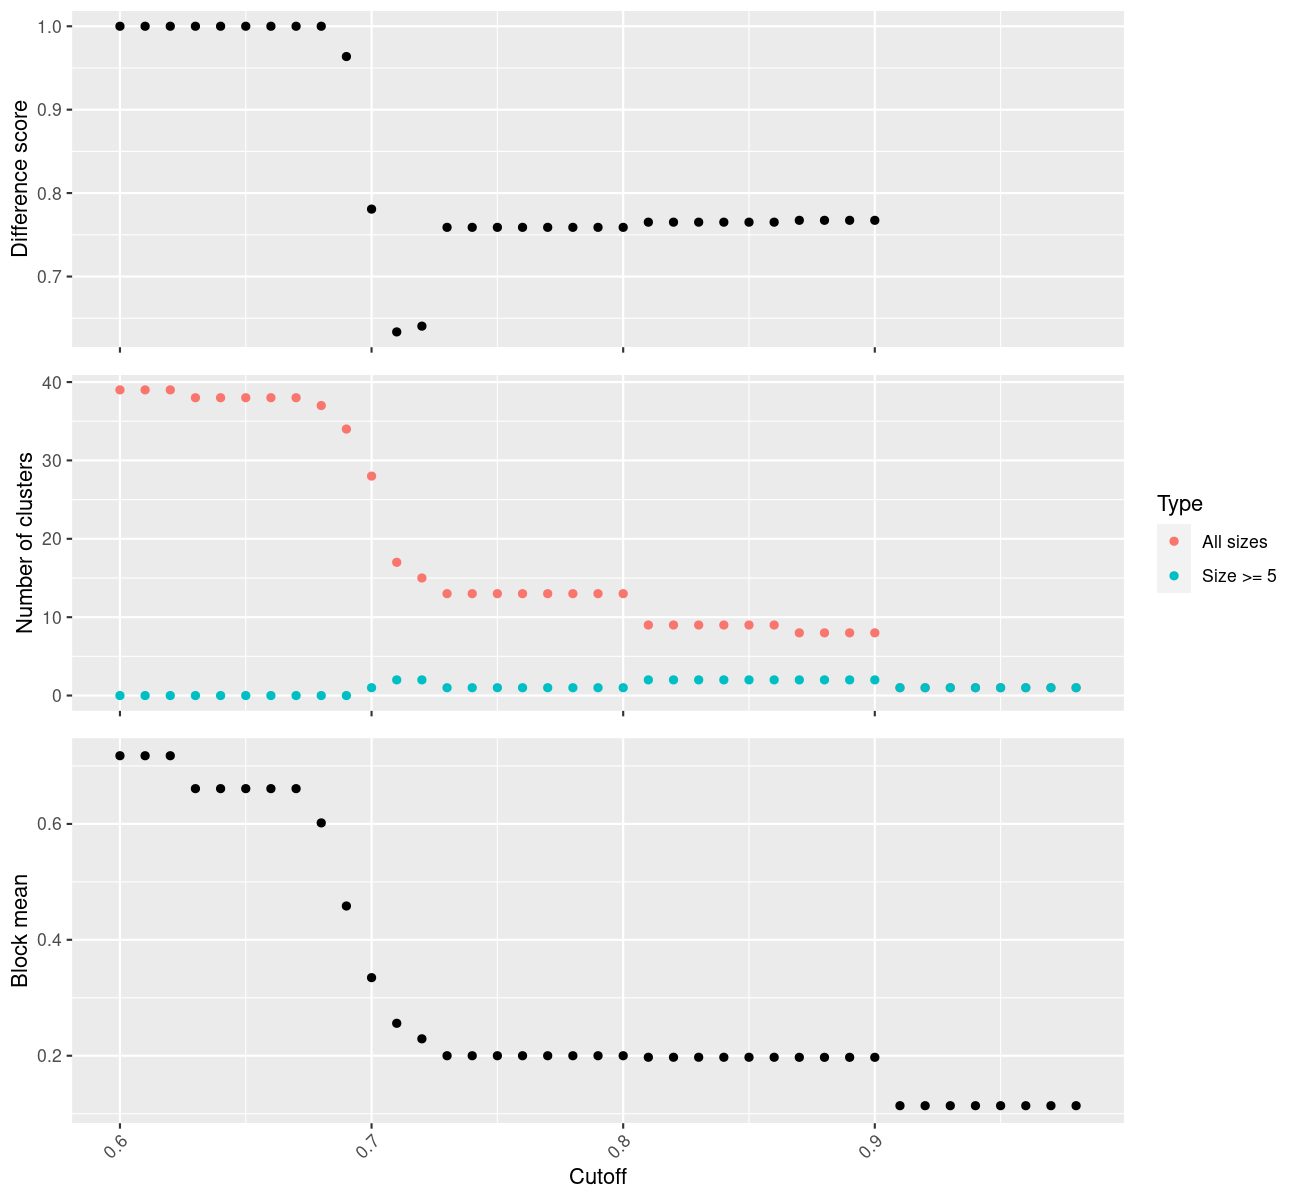 Difference score
1.0
0.9
0.8
0.7
Number of clusters
40
30
20
10
0
Type
All sizes
Size >= 5
Block mean
0.6
0.4
0.2
0.6 0.7 0.8 0.9
Cutoff